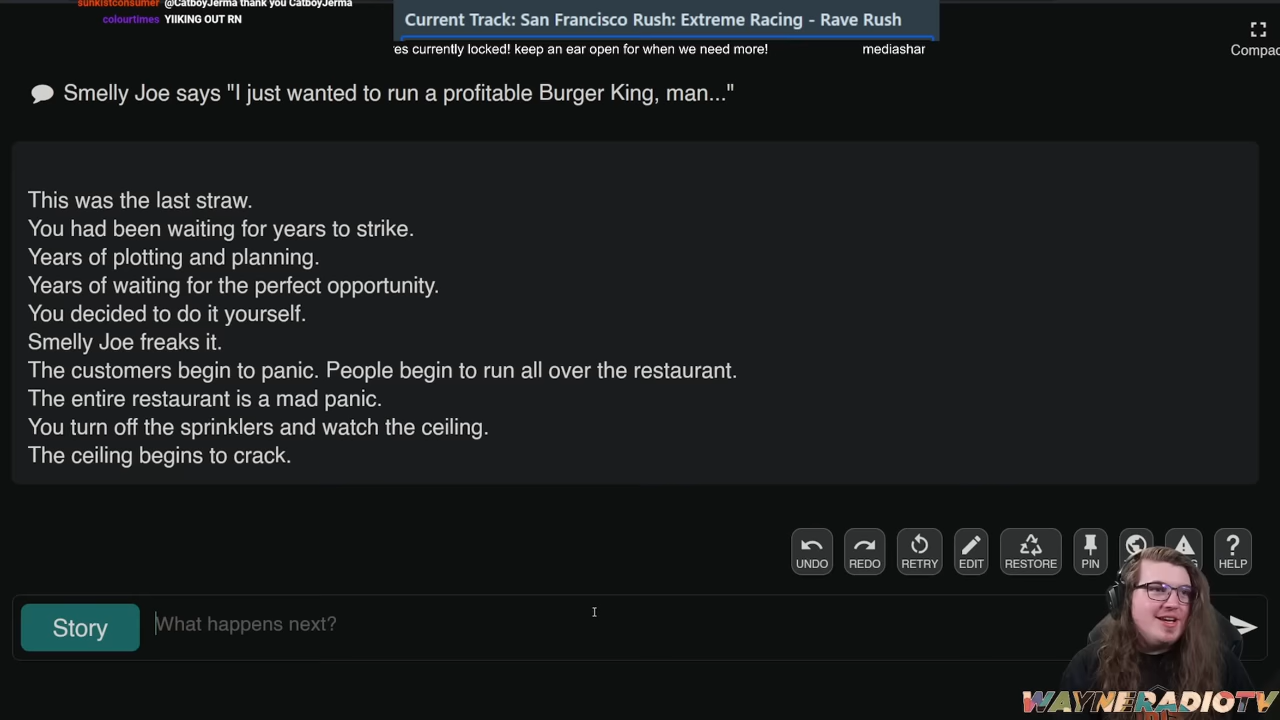 sunkistconsumer @CatboyJerma thank you CatboyJerma
colourtimes YIIKING OUT RN
Current Track: San Francisco Rush: Extreme Racing - Rave Rush
es currently locked! keep an ear open for when we need more! mediashar
Compac
Smelly Joe says "I just wanted to run a profitable Burger King, man..."
This was the last straw.
You had been waiting for years to strike.
Years of plotting and planning.
Years of waiting for the perfect opportunity.
You decided to do it yourself.
Smelly Joe freaks it.
The customers begin to panic. People begin to run all over the restaurant.
The entire restaurant is a mad panic.
You turn off the sprinklers and watch the ceiling.
The ceiling begins to crack.
UNDO REDO RETRY EDIT RESTORE PIN HELP
Story What happens next?
WAYNERADIOTV